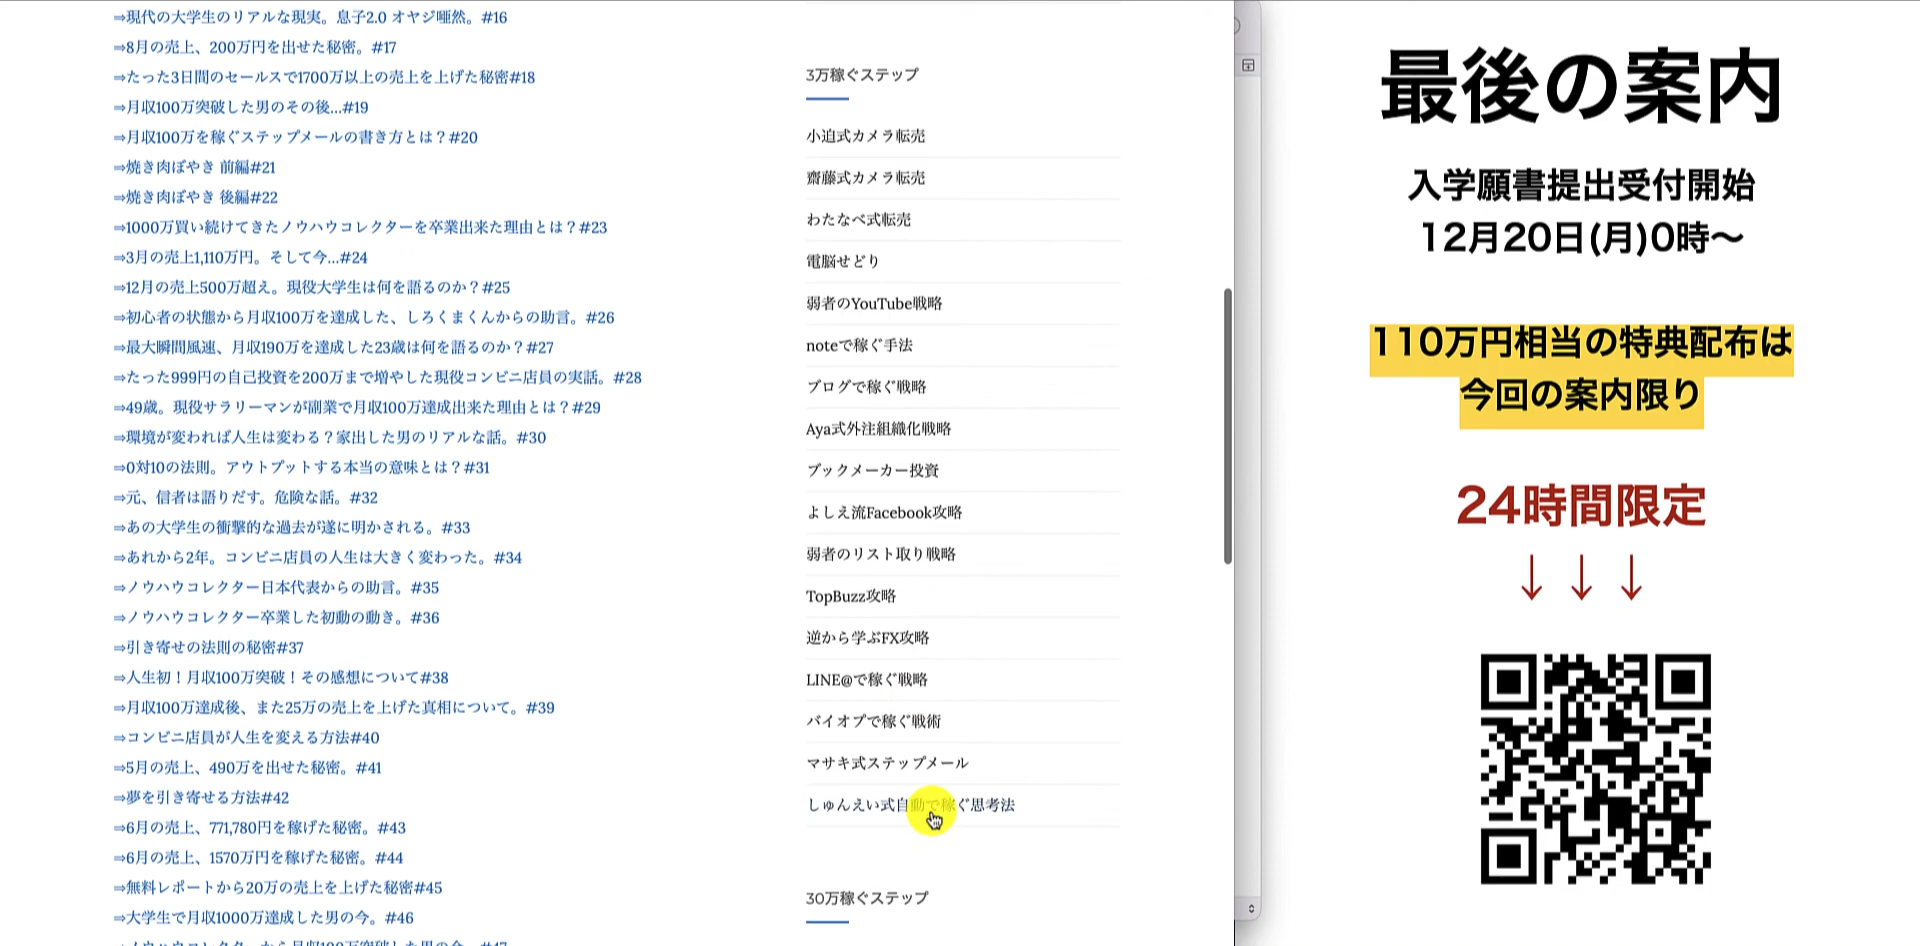 ⇒現代の大学生のリアルな現実。息子2.0 オヤジ唖然。#16
⇒8月の売上、200万円を出せた秘密。#17
⇒たった3日間のセールスで1700万以上の売上を上げた秘密#18
⇒月収100万突破した男のその後...#19
⇒月収100万を稼ぐステップメールの書き方とは？#20
⇒焼き肉ぼやき 前編#21
⇒焼き肉ぼやき 後編#22
⇒1000万買い続けてきたノウハウコレクターを卒業出来た理由とは？#23
⇒3月の売上1,110万円。そして今...#24
⇒12月の売上500万超え。現役大学生は何を語るのか？#25
⇒初心者の状態から月収100万を達成した、しろくまくんからの助言。#26
⇒最大瞬間風速、月収190万を達成した23歳は何を語るのか？#27
⇒たった999円の自己投資を200万まで増やした現役コンビニ店員の実話。#28
⇒49歳。現役サラリーマンが副業で月収100万達成出来た理由とは？#29
⇒環境が変われば人生は変わる？家出した男のリアルな話。#30
⇒0対10の法則。アウトプットする本当の意味とは？#31
⇒元、信者は語りだす。危険な話。#32
⇒あの大学生の衝撃的な過去が遂に明かされる。#33
⇒あれから2年。コンビニ店員の人生は大きく変わった。#34
⇒ノウハウコレクター日本代表からの助言。#35
⇒ノウハウコレクター卒業した初動の動き。#36
⇒引き寄せの法則の秘密#37
⇒人生初！月収100万突破！その感想について#38
⇒月収100万達成後、また25万の売上を上げた真相について。#39
⇒コンビニ店員が人生を変える方法#40
⇒5月の売上、490万を出せた秘密。#41
⇒夢を引き寄せる方法#42
⇒6月の売上、771,780円を稼げた秘密。#43
⇒6月の売上、1570万円を稼げた秘密。#44
⇒無料レポートから20万の売上を上げた秘密#45
⇒大学生で月収1000万達成した男の今。#46
3万稼ぐステップ
小迫式カメラ転売
齋藤式カメラ転売
わたなべ式転売
電脳せどり
弱者のYouTube戦略
noteで稼ぐ手法
ブログで稼ぐ戦略
Aya式外注組織化戦略
ブックメーカー投資
よしえ流Facebook攻略
弱者のリスト取り戦略
TopBuzz攻略
逆から学ぶFX攻略
LINE@で稼ぐ戦略
バイオプで稼ぐ戦術
マサキ式ステップメール
しゅんえい式自動で稼ぐ思考法
30万稼ぐステップ
最後の案内
入学願書提出受付開始
12月20日(月)0時〜
110万円相当の特典配布は
今回の案内限り
24時間限定
↓ ↓ ↓